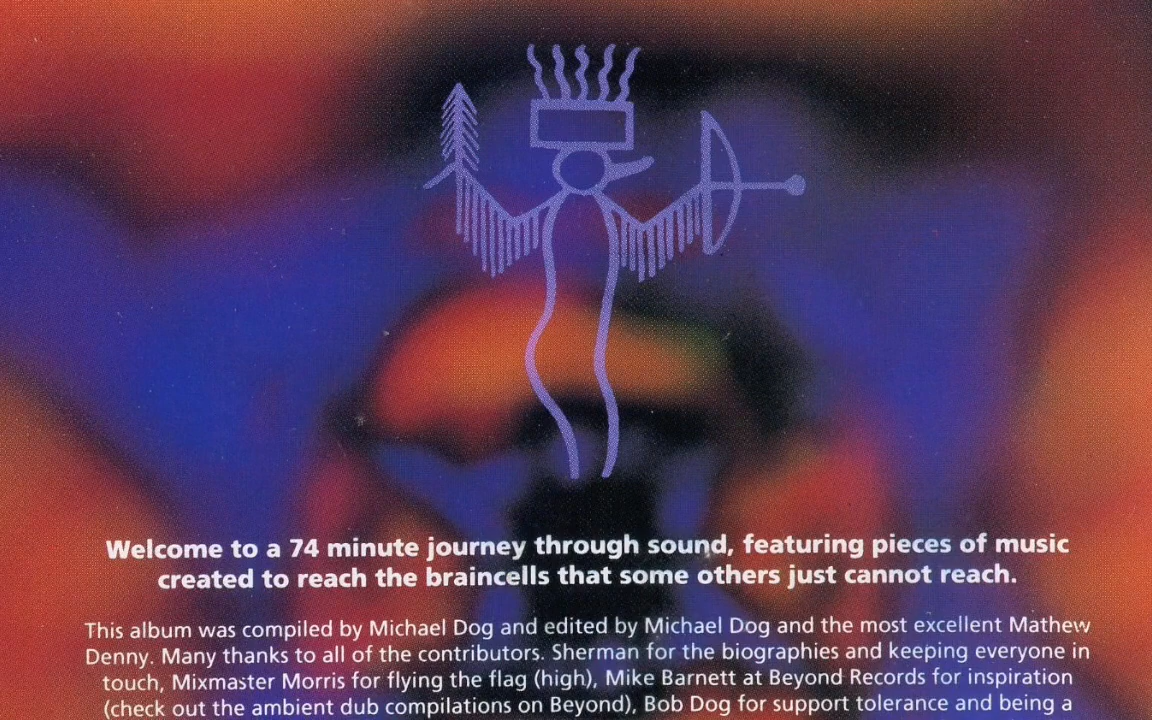 Welcome to a 74 minute journey through sound, featuring pieces of music
created to reach the braincells that some others just cannot reach.
This album was compiled by Michael Dog and edited by Michael Dog and the most excellent Mathew
Denny. Many thanks to all of the contributors. Sherman for the biographies and keeping everyone in
touch, Mixmaster Morris for flying the flag (high), Mike Barnett at Beyond Records for inspiration
(check out the ambient dub compilations on Beyond), Bob Dog for support tolerance and being a